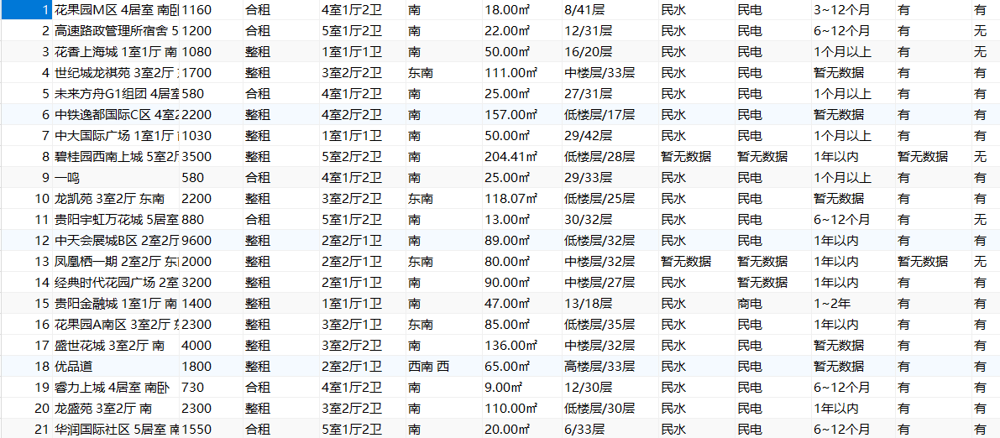 1 花果园M区 4居室 南卧 1160 合租 4室1厅2卫 南 18.00㎡ 8/41层 民水 民电 3~12个月 有 有
2 高速路政管理所宿舍 5 1200 合租 5室1厅2卫 南 22.00㎡ 12/31层 民水 民电 6~12个月 有 无
3 花香上海城 1室1厅 南 1080 整租 1室1厅1卫 南 50.00㎡ 16/20层 民水 民电 1个月以上 有 无
4 世纪城龙祺苑 3室2厅 1700 整租 3室2厅2卫 东南 111.00㎡ 中楼层/33层 民水 民电 暂无数据 有 有
5 未来方舟G1组团 4居室 580 合租 4室1厅2卫 南 25.00㎡ 27/31层 民水 民电 1个月以上 有 有
6 中铁逸都国际C区 4室2 2200 整租 4室2厅2卫 南 157.00㎡ 低楼层/17层 民水 民电 暂无数据 有 有
7 中大国际广场 1室1厅 1030 整租 1室1厅1卫 南 50.00㎡ 29/42层 民水 民电 1个月以上 有 有
8 碧桂园西南上城 5室2厅 3500 整租 5室2厅2卫 南 204.41㎡ 低楼层/28层 暂无数据 暂无数据 1年以内 暂无数据 无
9 一鸣 580 合租 4室1厅2卫 南 25.00㎡ 29/33层 民水 民电 1个月以上 有 有
10 龙凯苑 3室2厅 东南 2200 整租 3室2厅2卫 东南 118.07㎡ 低楼层/25层 民水 民电 暂无数据 有 有
11 贵阳宇虹万花城 5居室 880 合租 5室1厅2卫 南 13.00㎡ 30/32层 民水 民电 6~12个月 有 无
12 中天会展城B区 2室2厅 9600 整租 2室2厅1卫 南 89.00㎡ 低楼层/32层 民水 民电 1年以内 有 有
13 凤凰栖一期 2室2厅 东 2000 整租 2室2厅1卫 东南 80.00㎡ 中楼层/32层 暂无数据 暂无数据 1年以内 暂无数据 无
14 经典时代花园广场 2室 3200 整租 2室1厅1卫 南 90.00㎡ 中楼层/27层 民水 暂无数据 1年以内 有 有
15 贵阳金融城 1室1厅 南 1400 整租 1室1厅1卫 南 47.00㎡ 13/18层 民水 商电 1~2年 有 有
16 花果园A南区 3室2厅 2300 整租 3室2厅1卫 东南 85.00㎡ 低楼层/35层 民水 民电 1年以内 有 有
17 盛世花城 3室2厅 南 4000 整租 3室2厅2卫 南 136.00㎡ 中楼层/32层 民水 民电 暂无数据 有 有
18 优品道 1800 整租 2室2厅1卫 西南 西 65.00㎡ 高楼层/33层 民水 民电 暂无数据 有 有
19 睿力上城 4居室 南卧 730 合租 4室1厅2卫 南 9.00㎡ 12/30层 民水 民电 6~12个月 有 有
20 龙盛苑 3室2厅 南 2300 整租 3室2厅2卫 南 110.00㎡ 低楼层/30层 民水 民电 1年以内 有 有
21 华润国际社区 5居室 南 1550 合租 5室1厅2卫 南 20.00㎡ 6/33层 民水 民电 6~12个月 有 有